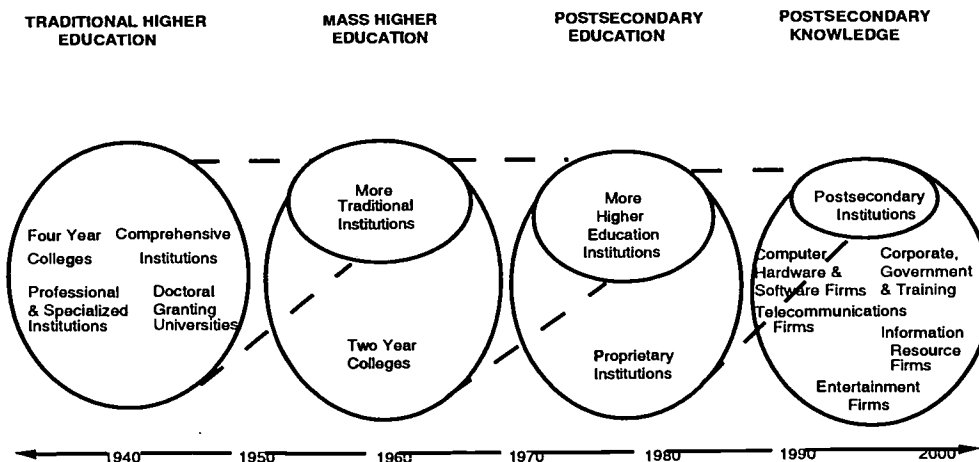 TRADITIONAL HIGHER
EDUCATION
MASS HIGHER
EDUCATION
POSTSECONDARY
EDUCATION
POSTSECONDARY
KNOWLEDGE
Four Year
Colleges
Comprehensive
Institutions
Professional
& Specialized
Institutions
Doctoral
Granting
Universities
More
Traditional
Institutions
Two Year
Colleges
More
Higher
Education
Institutions
Proprietary
Institutions
Postsecondary
Institutions
Computer
Hardware &
Software Firms
Corporate,
Government
& Training
Telecommunications
Firms
Information
Resource
Firms
Entertainment
Firms
1940 1950 1960 1970 1980 1990 2000